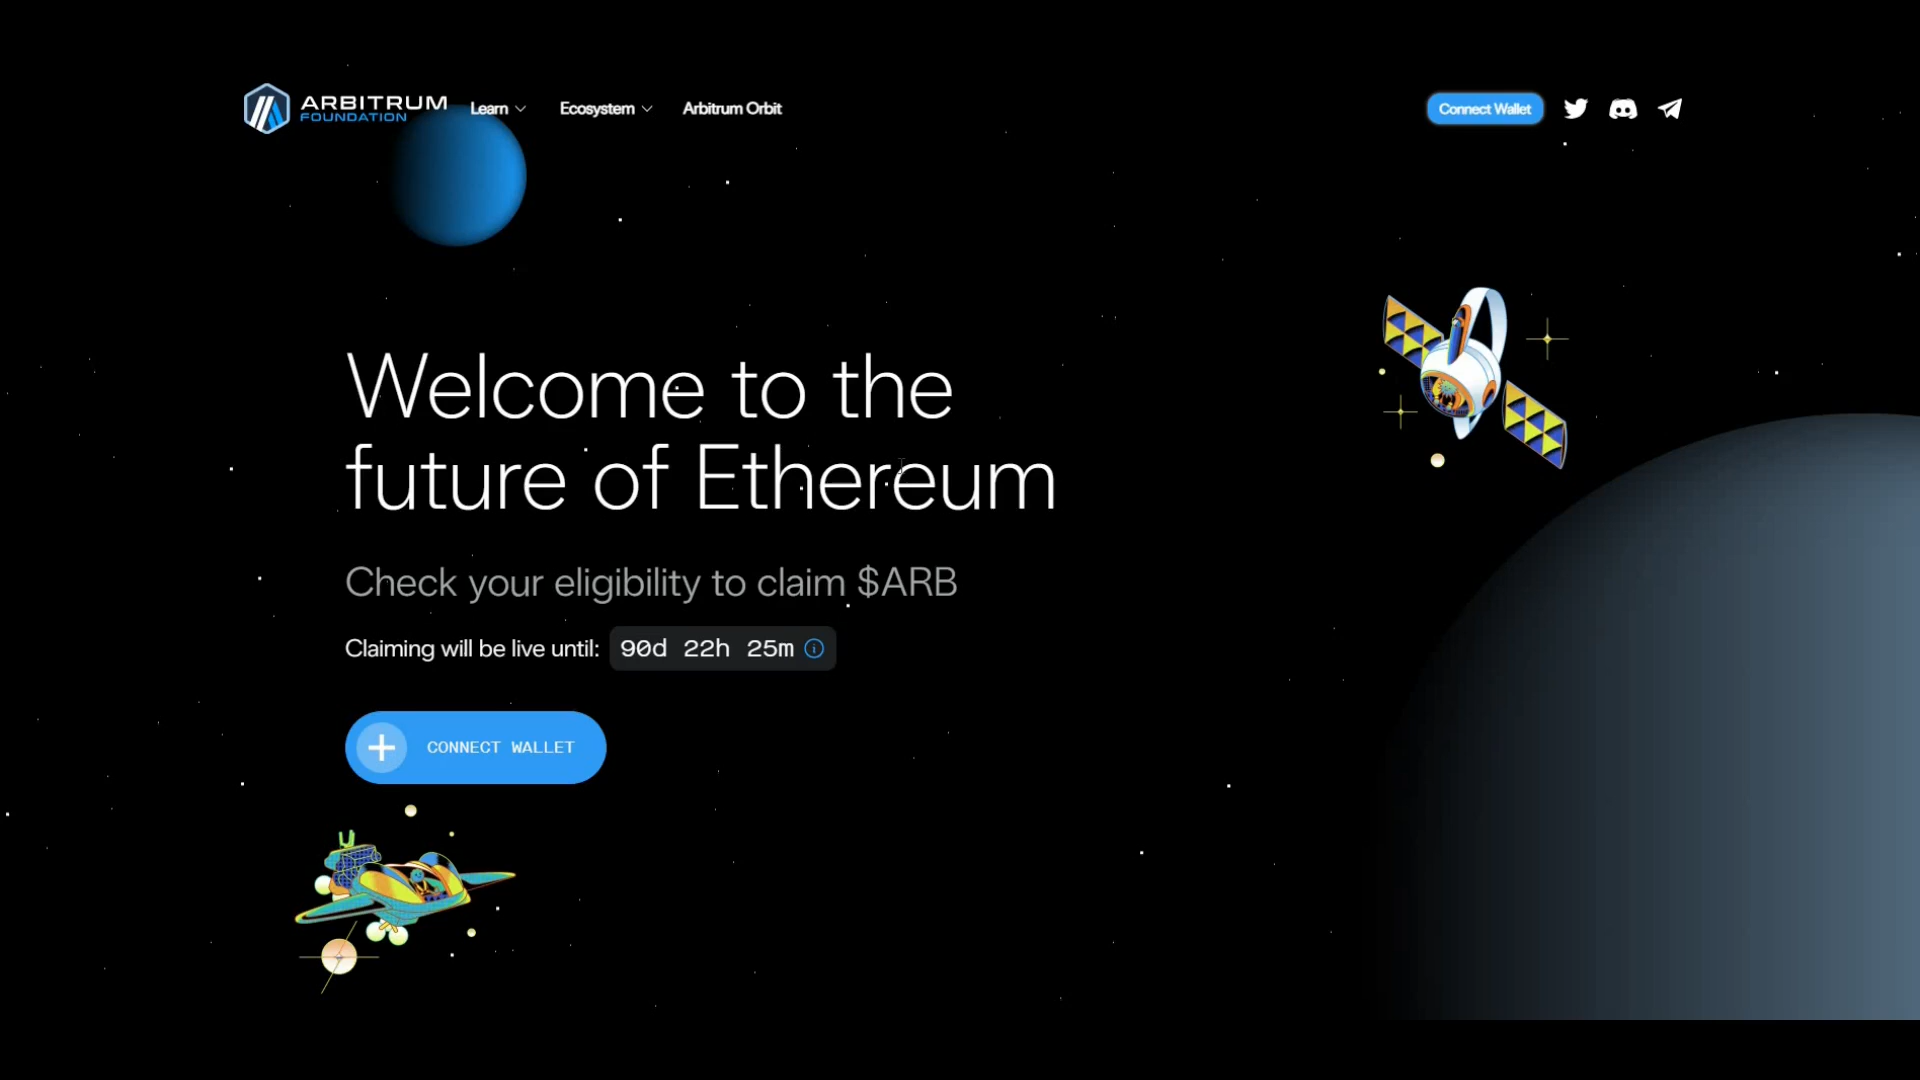 ARBITRUM
FOUNDATION
Learn
Ecosystem
Arbitrum Orbit
Connect Wallet
Welcome to the
future of Ethereum
Check your eligibility to claim $ARB
Claiming will be live until: 90d 22h 25m
CONNECT WALLET